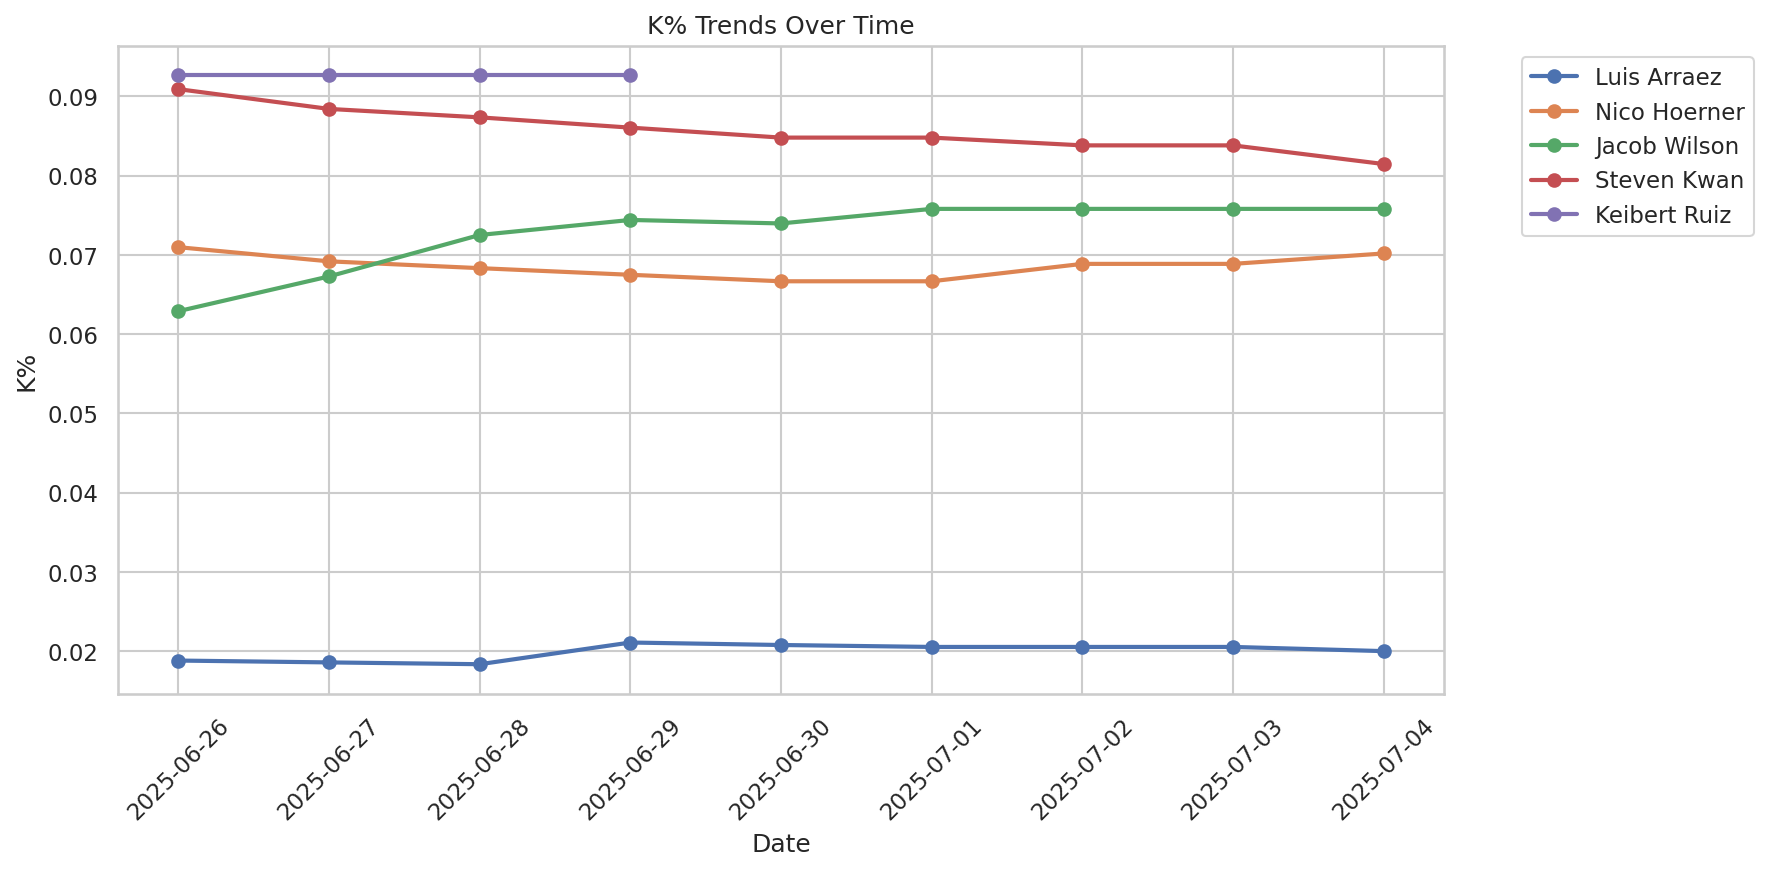 K% Trends Over Time
K%
0.09
0.08
0.07
0.06
0.05
0.04
0.03
0.02
2025-06-26
2025-06-27
2025-06-28
2025-06-29
2025-06-30
2025-07-01
2025-07-02
2025-07-03
2025-07-04
Date
Luis Arraez
Nico Hoerner
Jacob Wilson
Steven Kwan
Keibert Ruiz